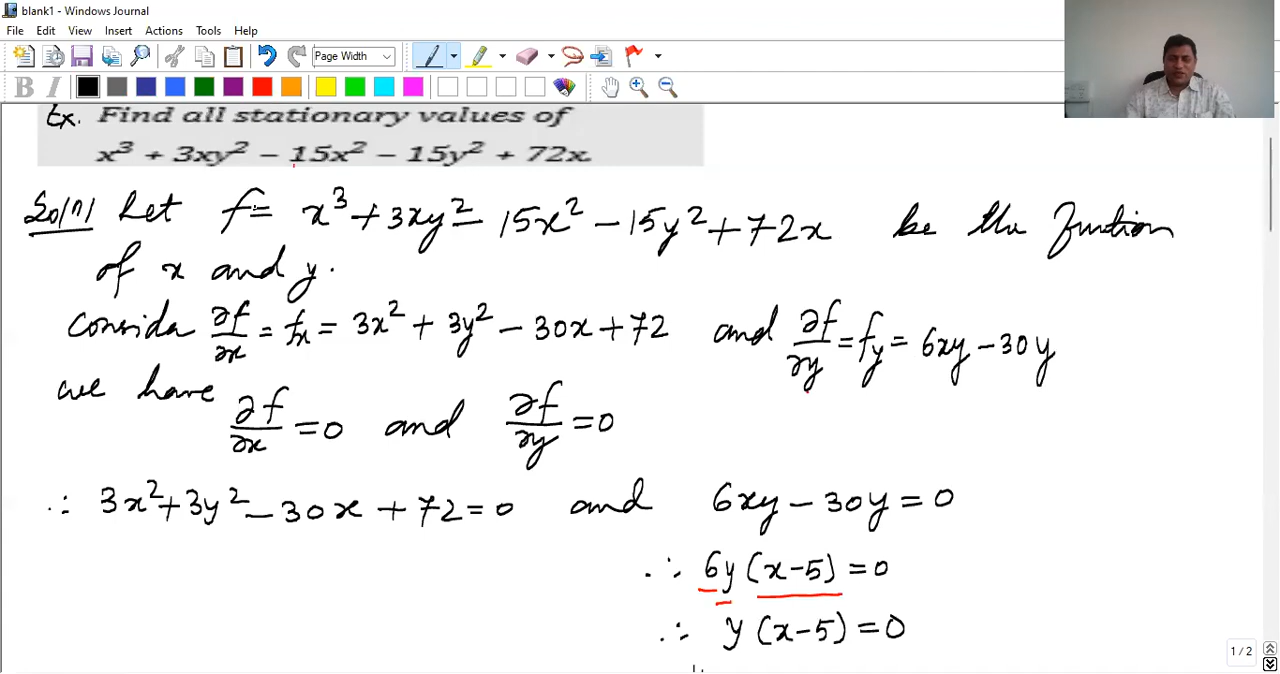 blank1 - Windows Journal
File Edit View Insert Actions Tools Help
Page Width
B I
Ex. Find all stationary values of
x³ + 3xy² − 15x² − 15y² + 72x.
Sol/n/ Let f = x³ + 3xy² − 15x² − 15y² + 72x be the function
of x and y.
Consider ∂f/∂x = fx = 3x² + 3y² − 30x + 72 and ∂f/∂y = fy = 6xy − 30y
we have ∂f/∂x = 0 and ∂f/∂y = 0
∴ 3x² + 3y² − 30x + 72 = 0 and 6xy − 30y = 0
∴ 6y (x−5) = 0
∴ y (x−5) = 0
1 / 2